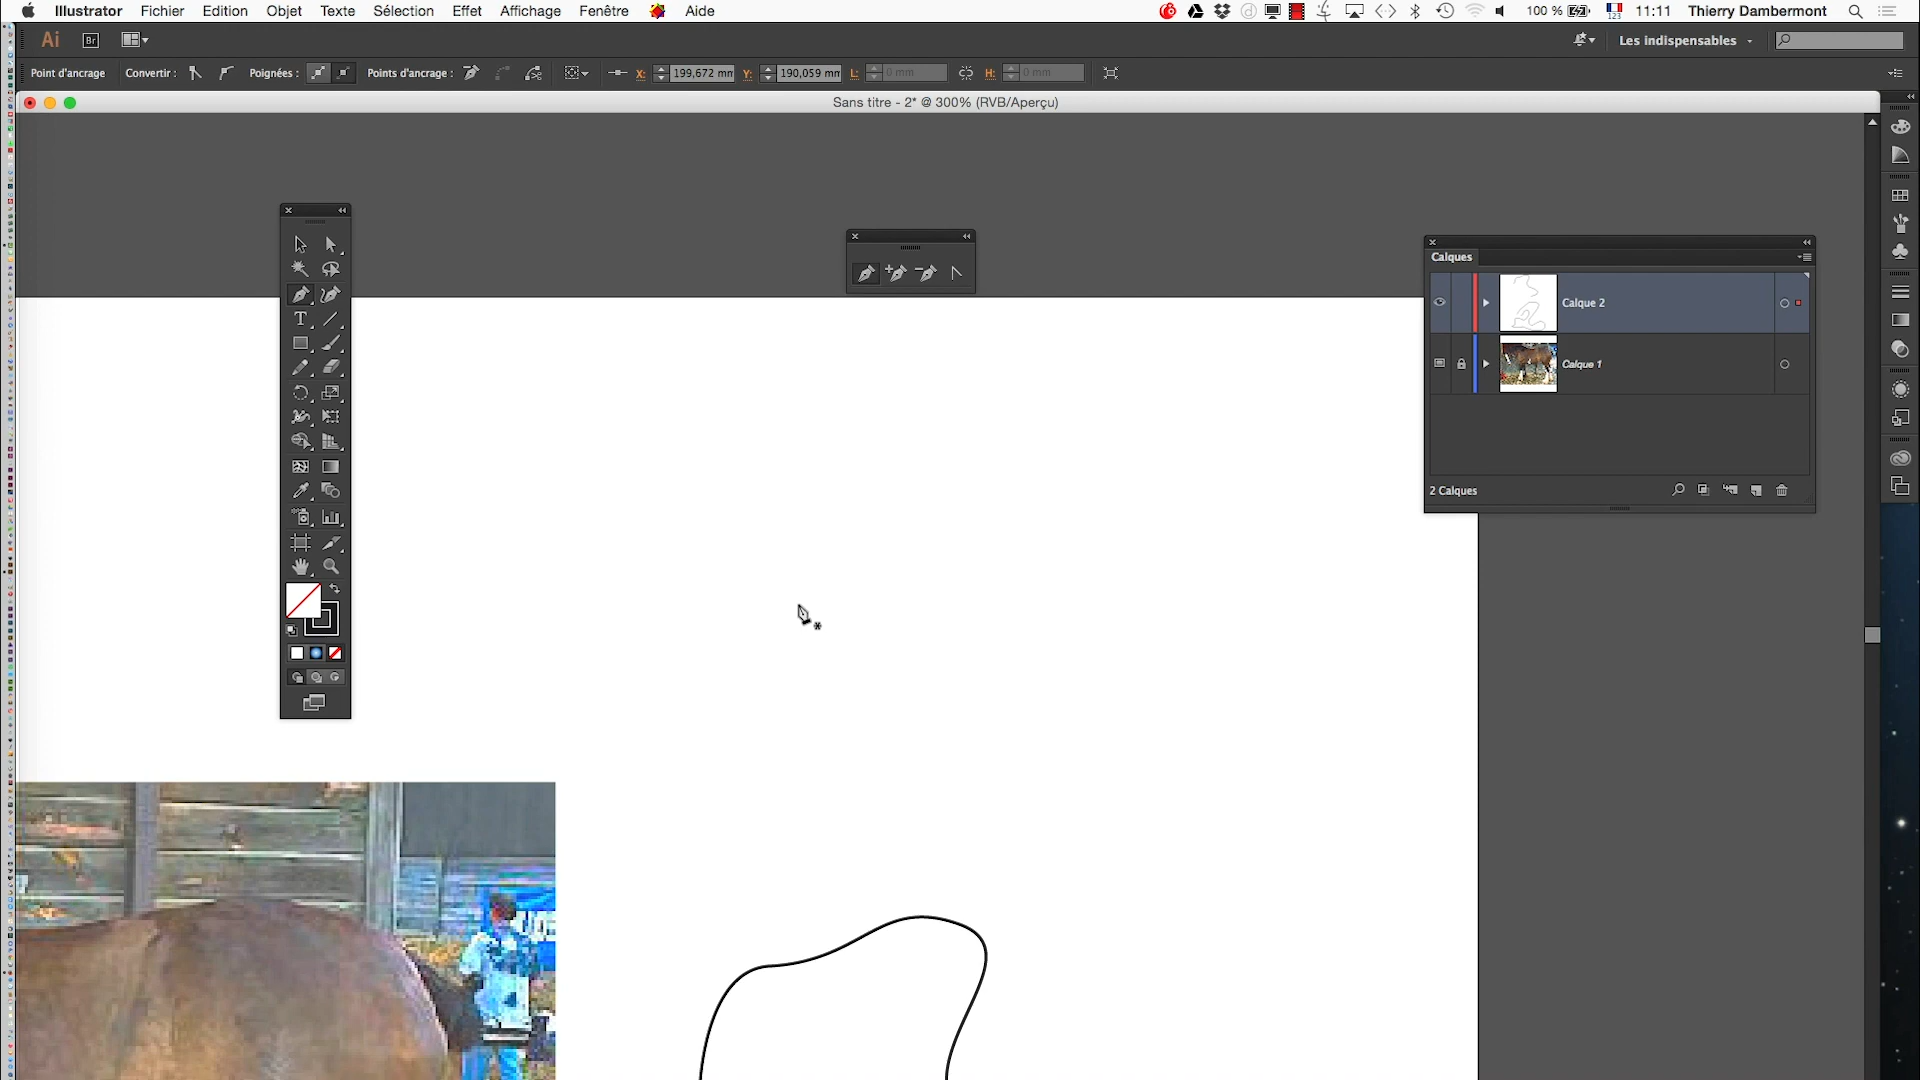 Illustrator Fichier Edition Objet Texte Sélection Effet Affichage Fenêtre Aide 100 % 11:11 Thierry Dambermont
Ai Br Les indispensables
Point d'ancrage Convertir : Poignées : Points d'ancrage : X: 199,672 mm Y: 190,059 mm L: 0 mm H: 0 mm
Sans titre - 2* @ 300% (RVB/Aperçu)
Calques
Calque 2
Calque 1
2 Calques